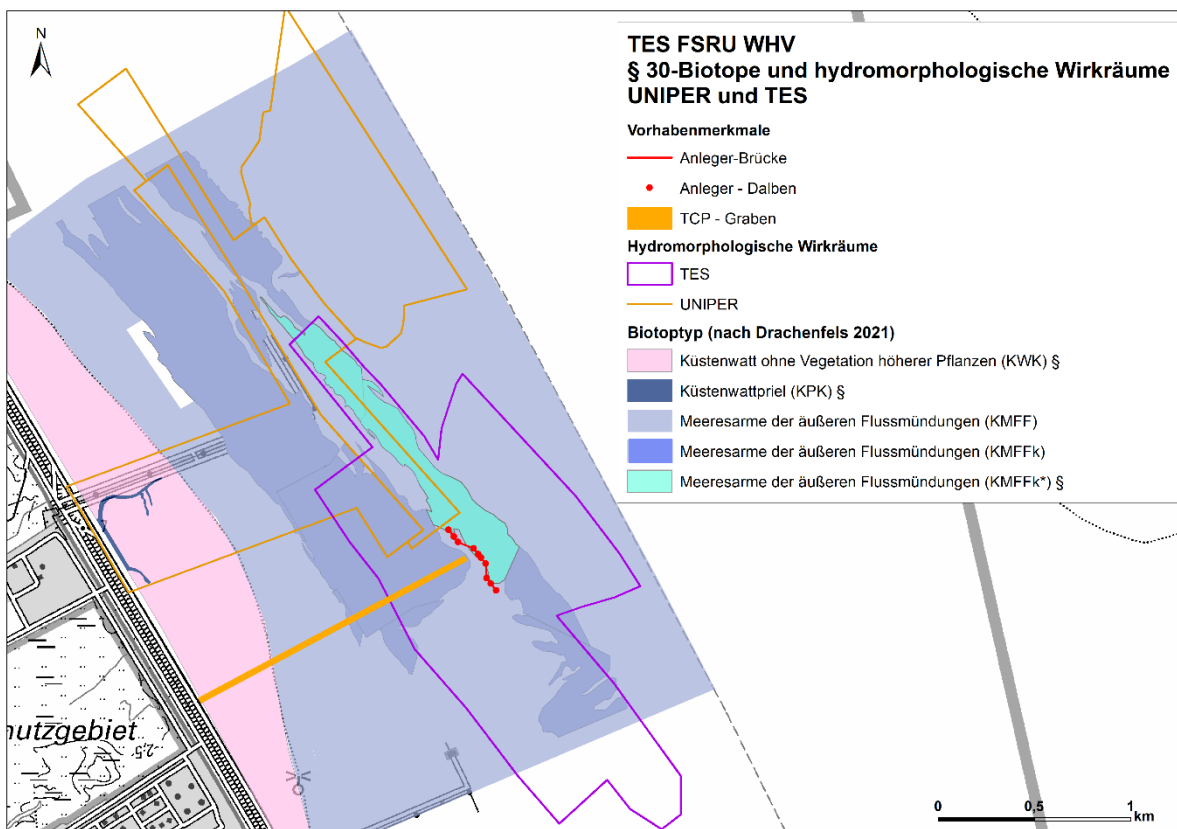 N
TES FSRU WHV
§ 30-Biotope und hydromorphologische Wirkräume
UNIPER und TES
Vorhabenmerkmale
Anleger-Brücke
Anleger - Dalben
TCP - Graben
Hydromorphologische Wirkräume
TES
UNIPER
Biotoptyp (nach Drachenfels 2021)
Küstenwatt ohne Vegetation höherer Pflanzen (KWK) §
Küstenwattpriel (KPK) §
Meeresarme der äußeren Flussmündungen (KMFF)
Meeresarme der äußeren Flussmündungen (KMFFk)
Meeresarme der äußeren Flussmündungen (KMFFk*) §
hutzgebiet
2,5
0 0,5 1
km